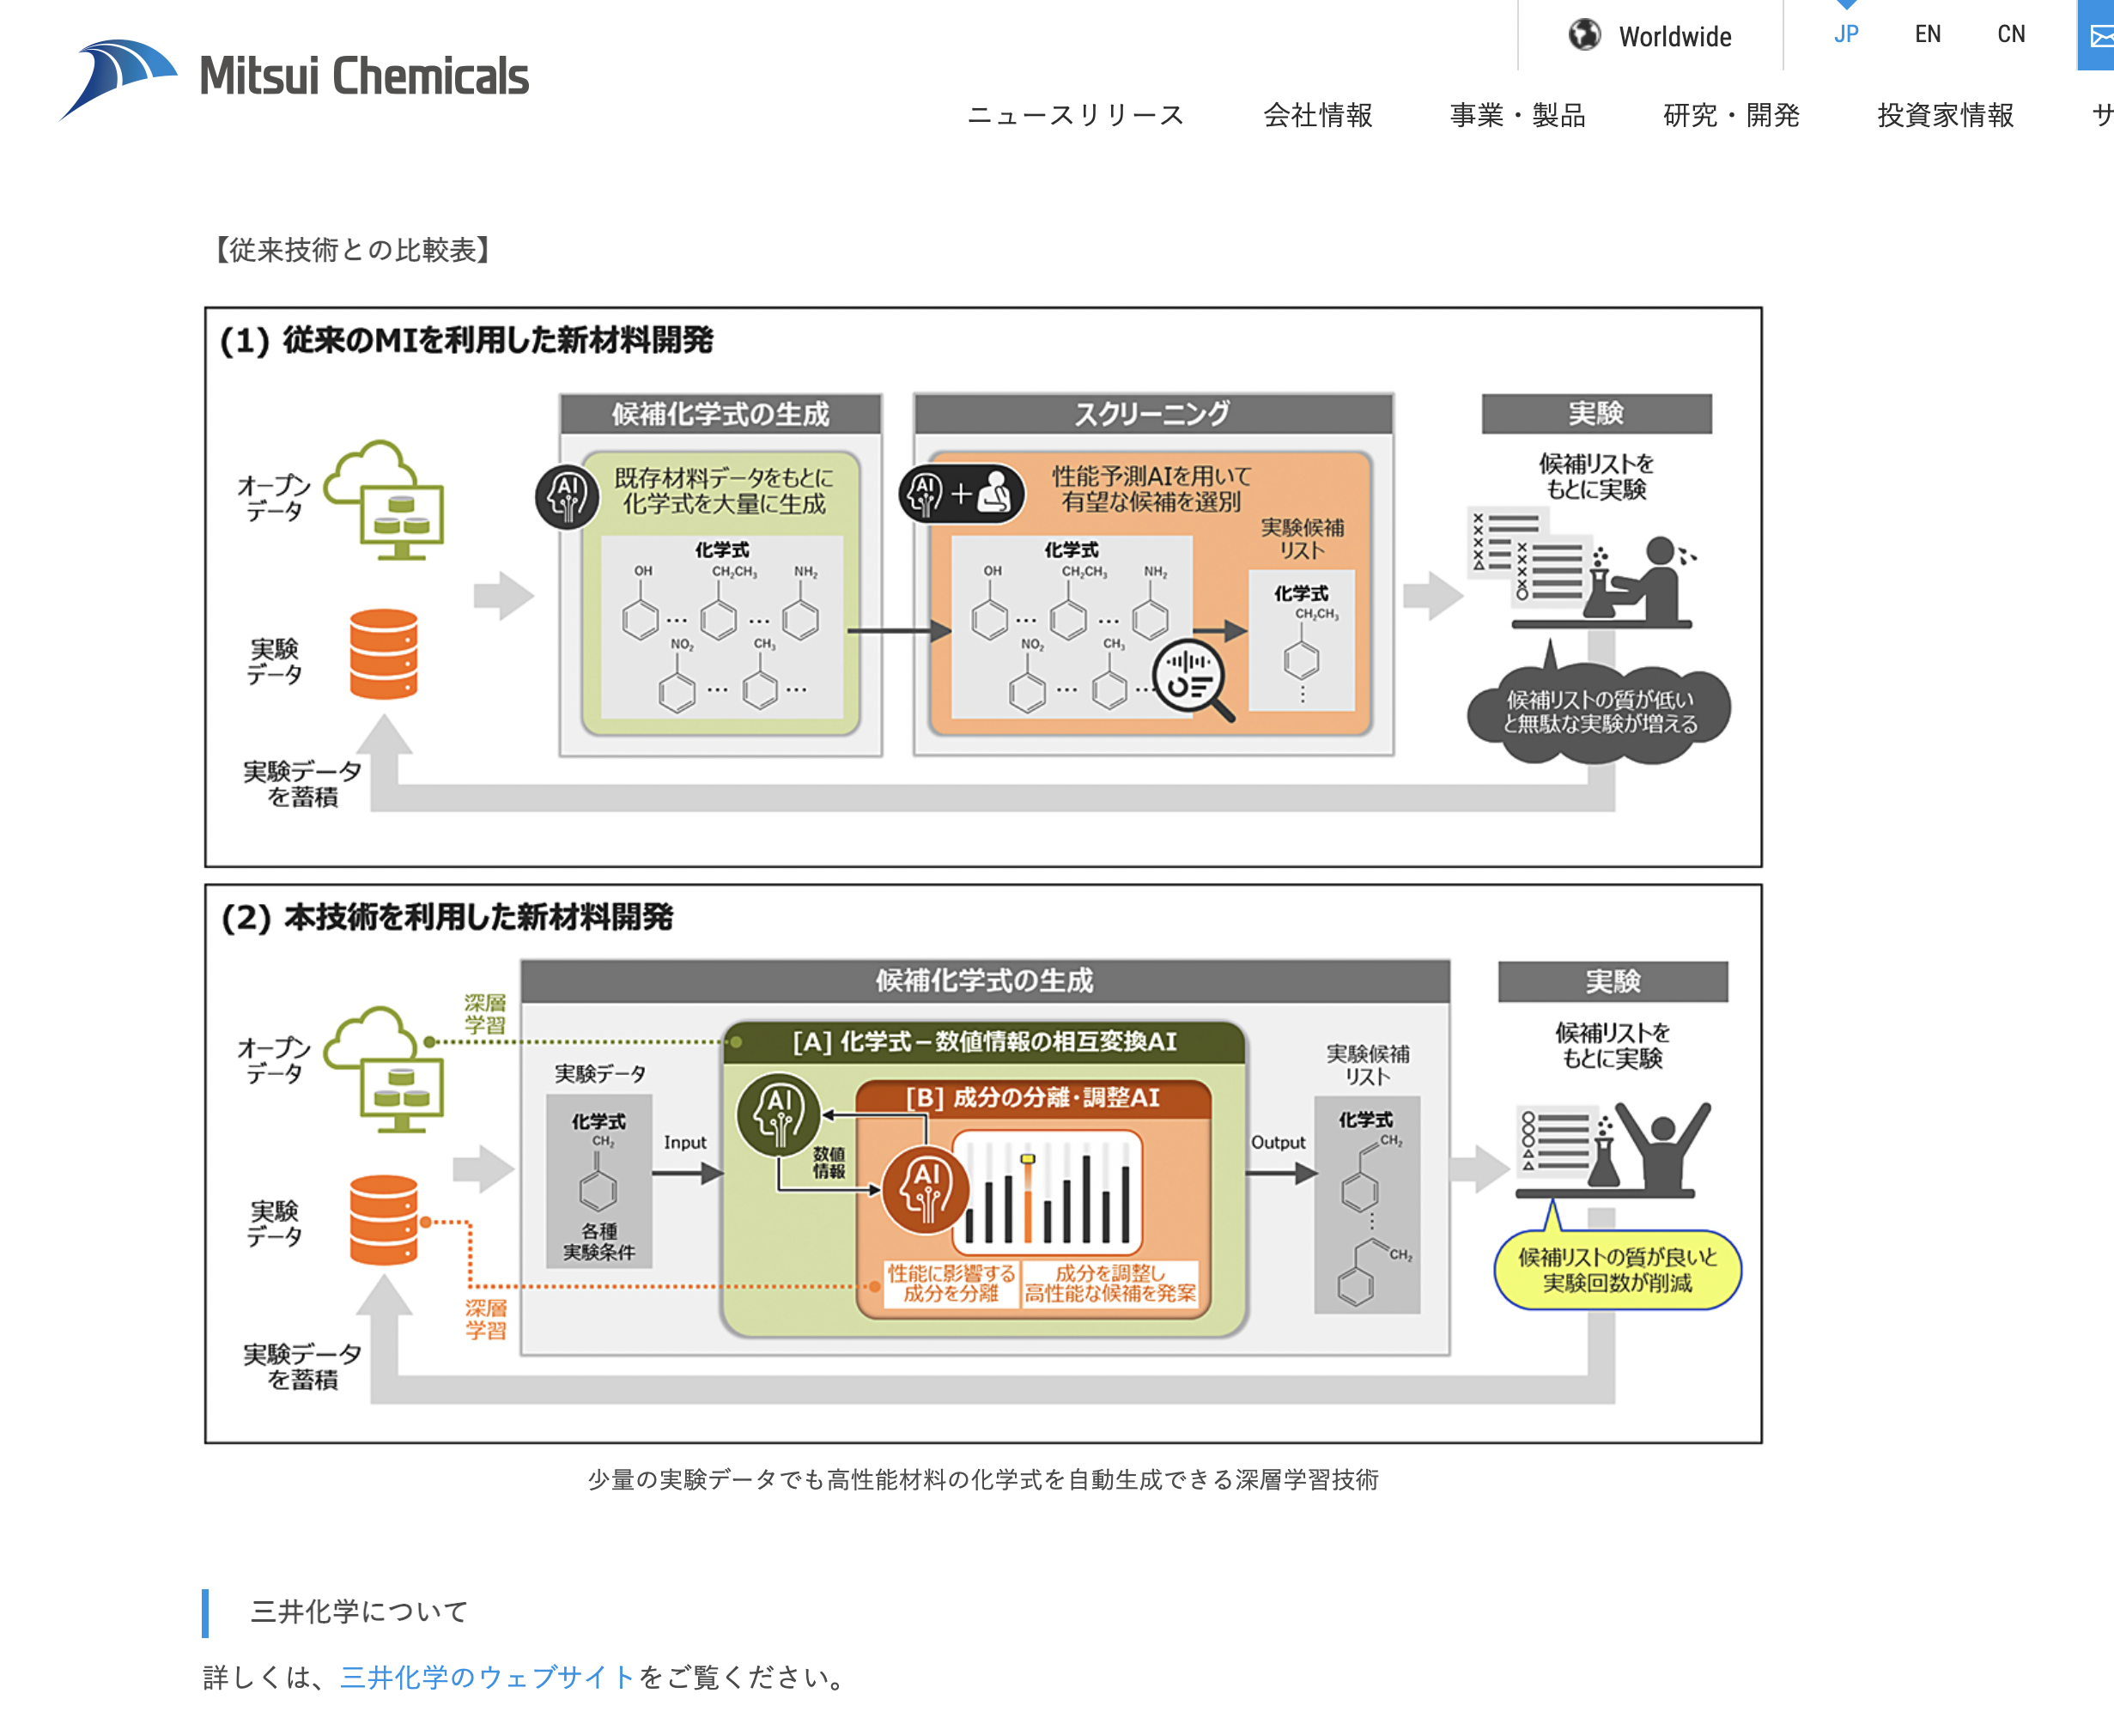 Mitsui Chemicals
Worldwide
JP
EN
CN
ニュースリリース
会社情報
事業・製品
研究・開発
投資家情報
サ
【従来技術との比較表】
(1) 従来のMIを利用した新材料開発
オープン
データ
実験
データ
実験データ
を蓄積
候補化学式の生成
AI
既存材料データをもとに
化学式を大量に生成
化学式
OH
CH₂CH₃
NH₂
NO₂
CH₃
スクリーニング
AI
+
性能予測AIを用いて
有望な候補を選別
化学式
OH
CH₂CH₃
NH₂
NO₂
CH₃
実験候補
リスト
化学式
CH₂CH₃
実験
候補リストを
もとに実験
候補リストの質が低い
と無駄な実験が増える
(2) 本技術を利用した新材料開発
オープン
データ
深層
学習
実験
データ
深層
学習
実験データ
を蓄積
候補化学式の生成
実験データ
化学式
CH₂
各種
実験条件
Input
[A] 化学式－数値情報の相互変換AI
AI
数値
情報
[B] 成分の分離・調整AI
AI
性能に影響する
成分を分離
成分を調整し
高性能な候補を発案
Output
実験候補
リスト
化学式
CH₂
CH₂
実験
候補リストを
もとに実験
候補リストの質が良いと
実験回数が削減
少量の実験データでも高性能材料の化学式を自動生成できる深層学習技術
三井化学について
詳しくは、三井化学のウェブサイトをご覧ください。